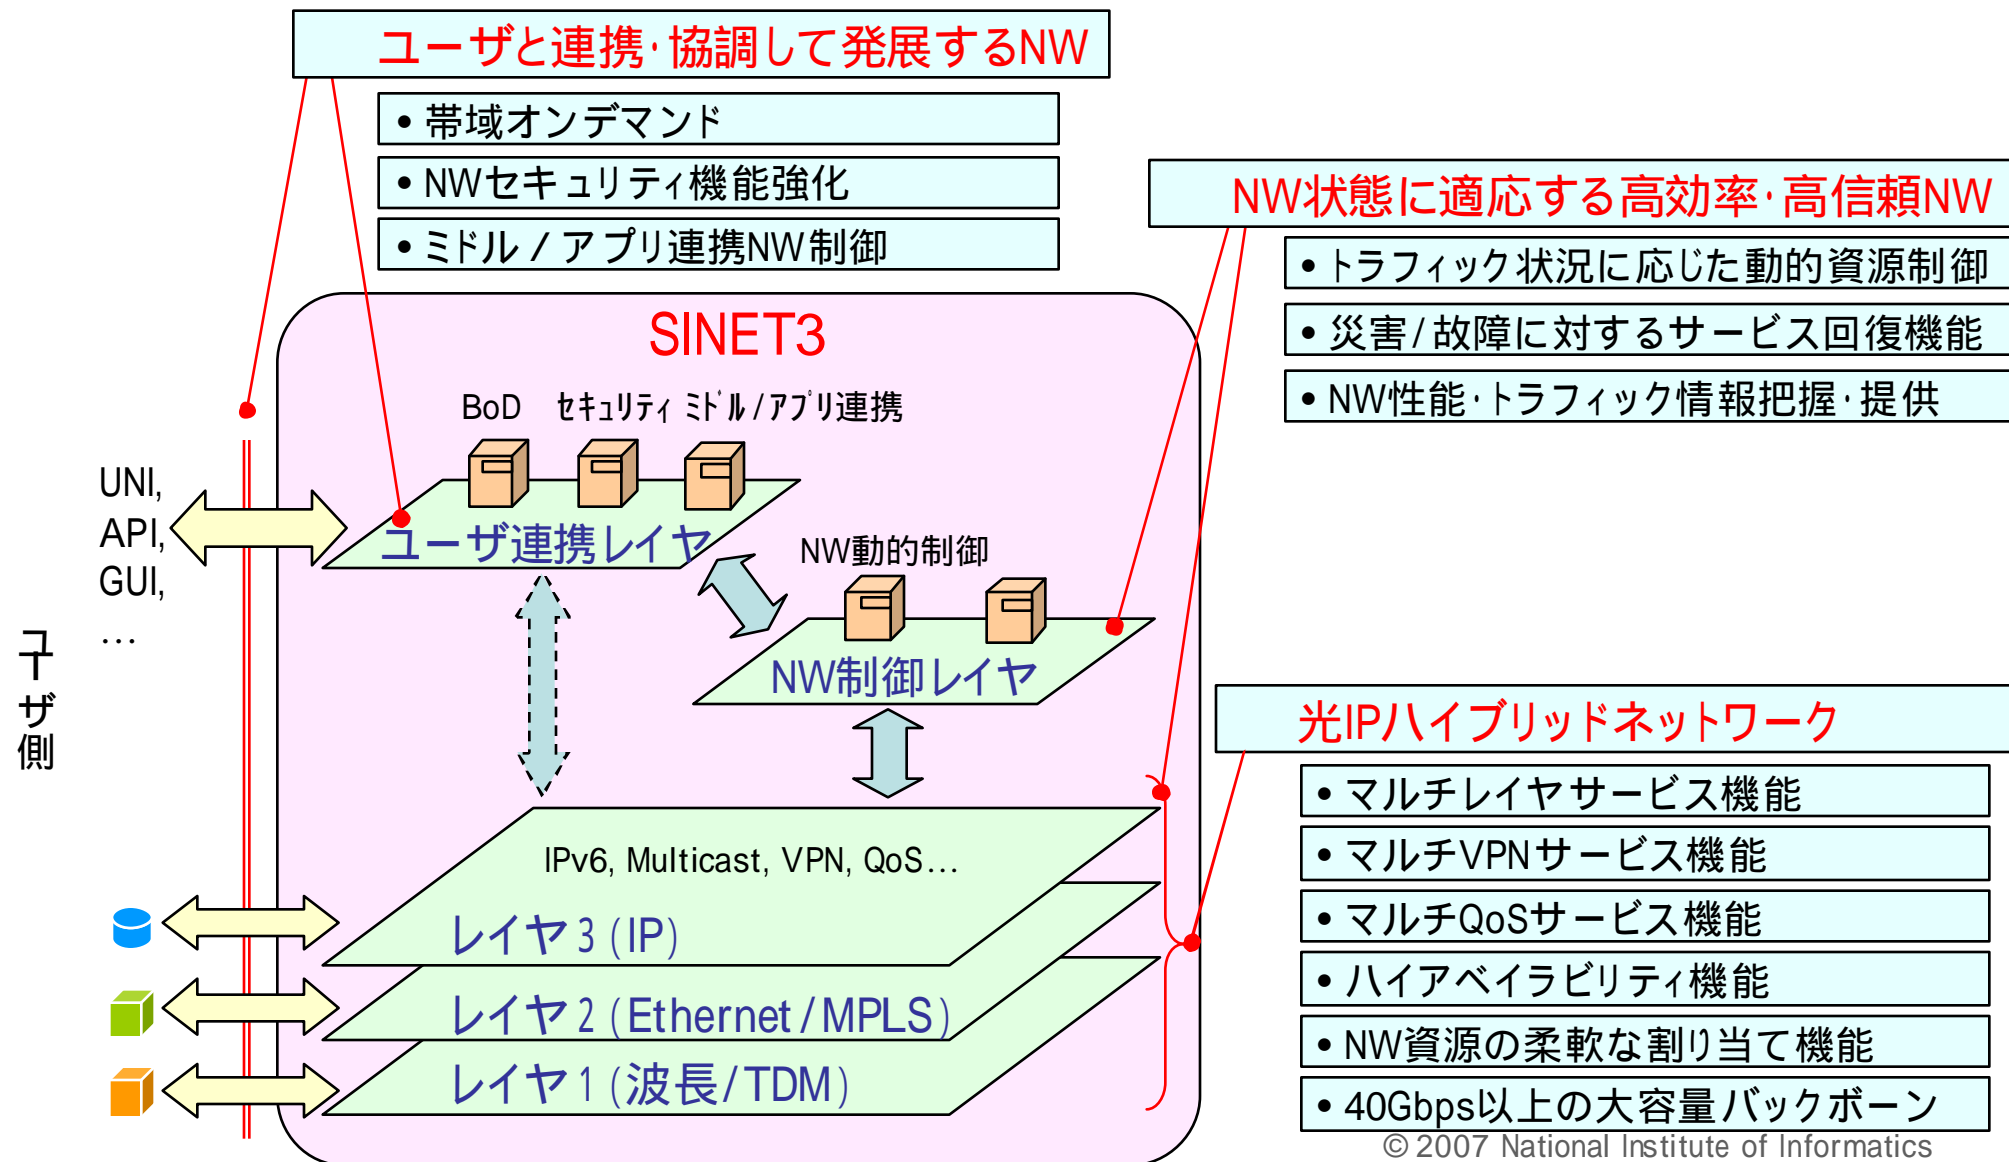 ユーザと連携・協調して発展するNW
• 帯域オンデマンド
• NWセキュリティ機能強化
• ミドル/アプリ連携NW制御
NW状態に適応する高効率・高信頼NW
• トラフィック状況に応じた動的資源制御
• 災害/故障に対するサービス回復機能
• NW性能・トラフィック情報把握・提供
SINET3
BoD セキュリティ ミドル/アプリ連携
UNI,
API,
GUI,
…
ユーザ連携レイヤ
NW動的制御
NW制御レイヤ
ユーザ側
光IPハイブリッドネットワーク
• マルチレイヤサービス機能
• マルチVPNサービス機能
• マルチQoSサービス機能
• ハイアベイラビリティ機能
• NW資源の柔軟な割り当て機能
• 40Gbps以上の大容量バックボーン
IPv6, Multicast, VPN, QoS…
レイヤ3(IP)
レイヤ2(Ethernet/MPLS)
レイヤ1(波長/TDM)
© 2007 National Institute of Informatics